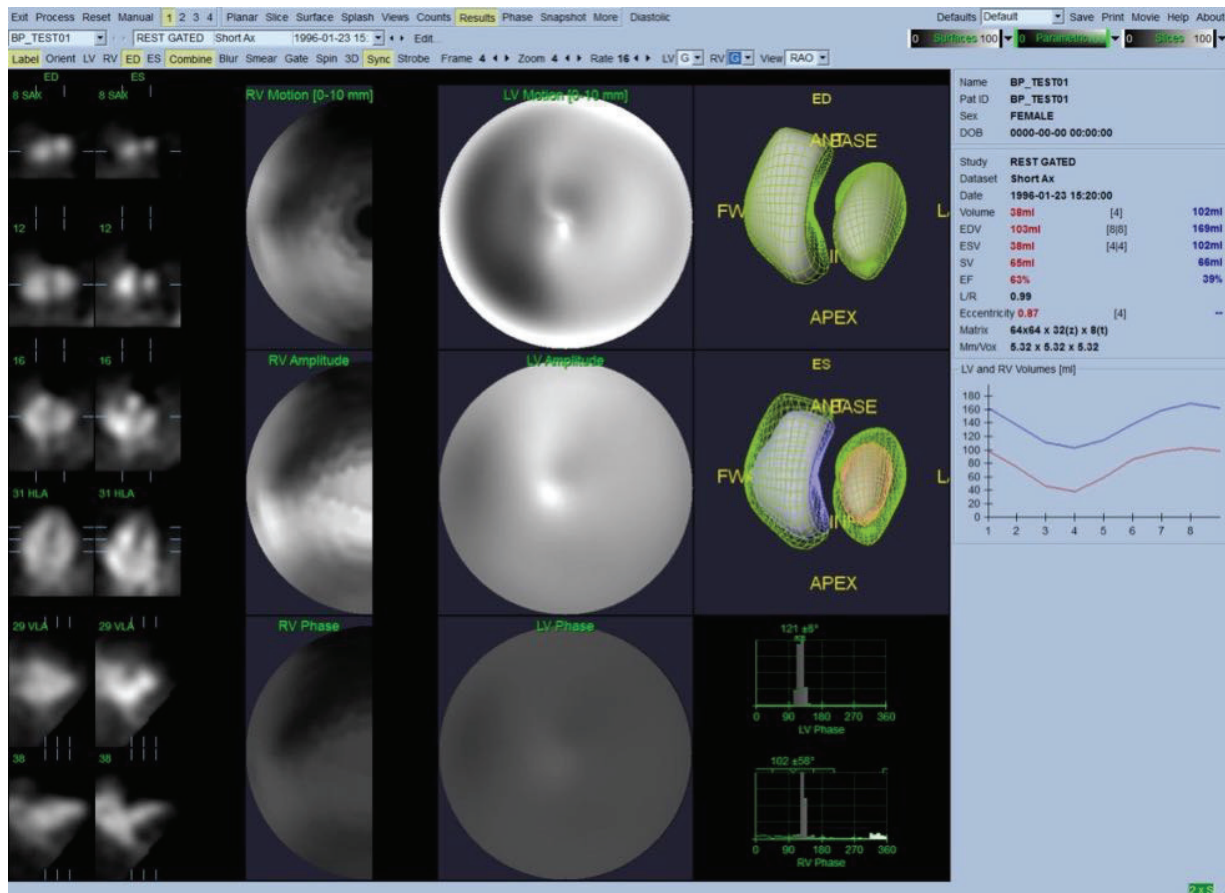 Exit Process Reset Manual 1 2 3 4 Planar Slice Surface Splash Views Counts Results Phase Snapshot More Diastolic Defaults Default Save Print Movie Help About
BP_TEST01 REST GATED Short Ax 1996-01-23 15: Edit... 0 Surfaces 100 0 Parametric 100 0 Slices 100
Label Orient LV RV ED ES Combine Blur Smear Gate Spin 3D Sync Strobe Frame 4 Zoom 4 Rate 16 LV G RV G View RAO
ED ES
8 SAX 8 SAX
12 12
16 16
31 HLA 31 HLA
29 VLA 29 VLA
38 38
RV Motion [0-10 mm] LV Motion [0-10 mm]
ED
ANT BASE
FW L
IN
APEX
RV Amplitude LV Amplitude
ES
ANT BASE
FW L
INF
APEX
RV Phase LV Phase
121 ±8°
0 90 180 270 360
LV Phase
102 ±58°
0 90 180 270 360
RV Phase
Name BP_TEST01
Pat ID BP_TEST01
Sex FEMALE
DOB 0000-00-00 00:00:00
Study REST GATED
Dataset Short Ax
Date 1996-01-23 15:20:00
Volume 38ml [4] 102ml
EDV 103ml [8|8] 169ml
ESV 38ml [4|4] 102ml
SV 65ml 66ml
EF 63% 39%
L/R 0.99
Eccentricity 0.87 [4] --
Matrix 64x64 x 32(z) x 8(t)
Mm/Vox 5.32 x 5.32 x 5.32
LV and RV Volumes [ml]
180
160
140
120
100
80
60
40
20
0
1 2 3 4 5 6 7 8
2 x S